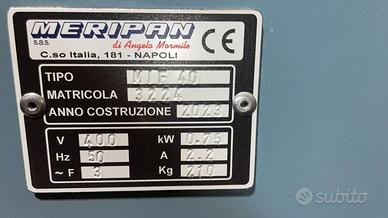 MERIPAN
s.a.s. di Angelo Mormile
C.so Italia, 181 - NAPOLI
CE
TIPO MIF 40
MATRICOLA 3224
ANNO COSTRUZIONE 2023
V 400 kW 0.75
Hz 50 A 2.2
~ F 3 Kg 210
subito